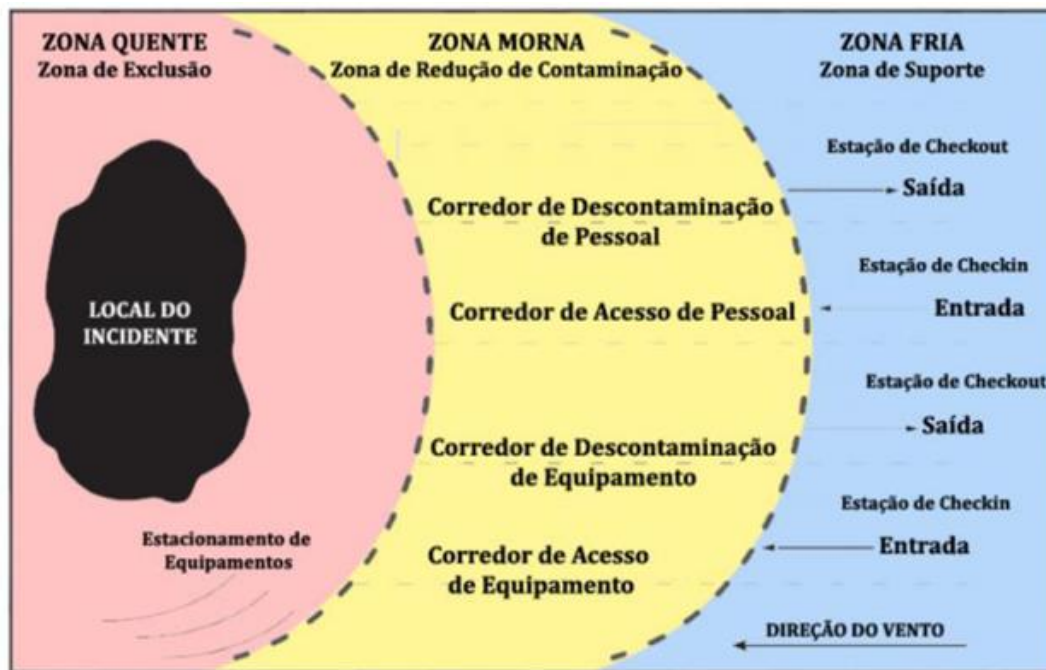 ZONA QUENTE
Zona de Exclusão
ZONA MORNA
Zona de Redução de Contaminação
ZONA FRIA
Zona de Suporte
Estação de Checkout
Saída
Corredor de Descontaminação
de Pessoal
Estação de Checkin
Entrada
Corredor de Acesso de Pessoal
LOCAL DO
INCIDENTE
Estação de Checkout
Saída
Corredor de Descontaminação
de Equipamento
Estação de Checkin
Entrada
Estacionamento de
Equipamentos
Corredor de Acesso
de Equipamento
DIREÇÃO DO VENTO